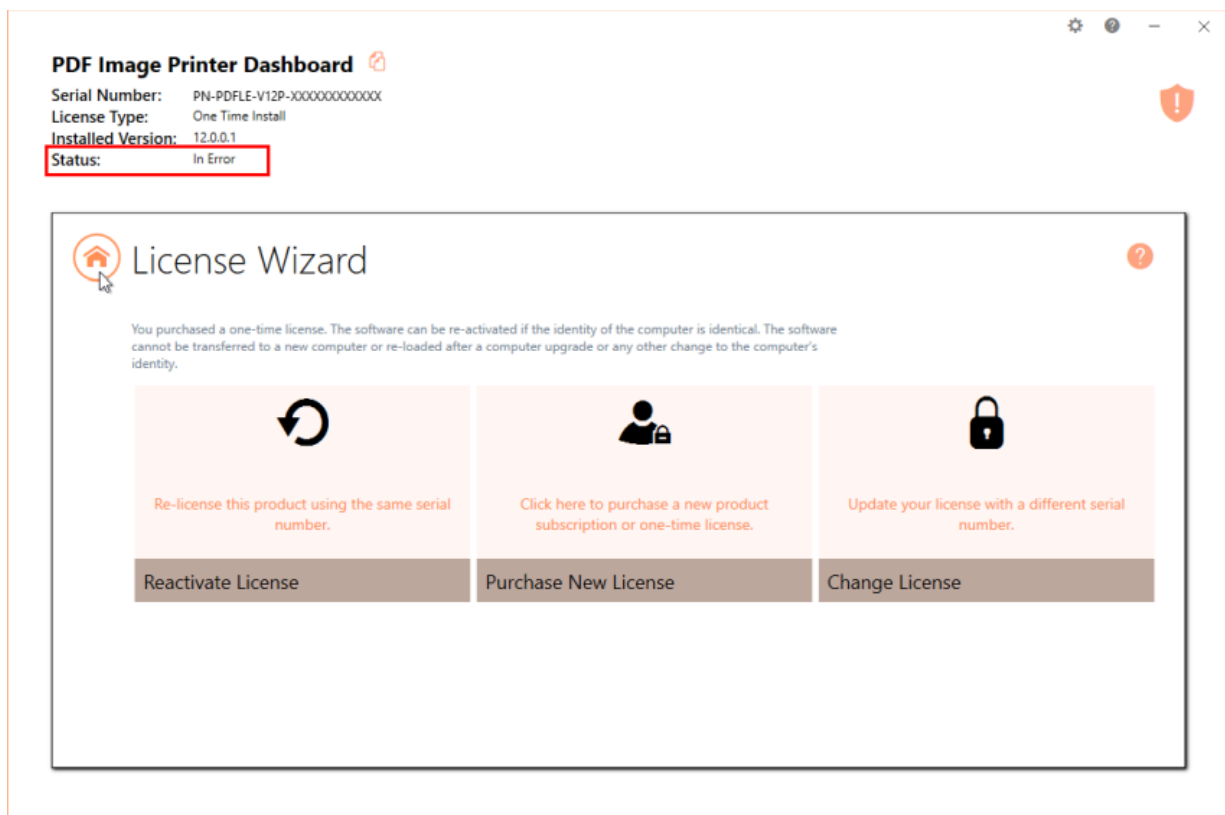 PDF Image Printer Dashboard
Serial Number: PN-PDFLE-V12P-XXXXXXXXXXXX
License Type: One Time Install
Installed Version: 12.0.0.1
Status: In Error
License Wizard
You purchased a one-time license. The software can be re-activated if the identity of the computer is identical. The software
cannot be transferred to a new computer or re-loaded after a computer upgrade or any other change to the computer's
identity.
Re-license this product using the same serial
number.
Reactivate License
Click here to purchase a new product
subscription or one-time license.
Purchase New License
Update your license with a different serial
number.
Change License